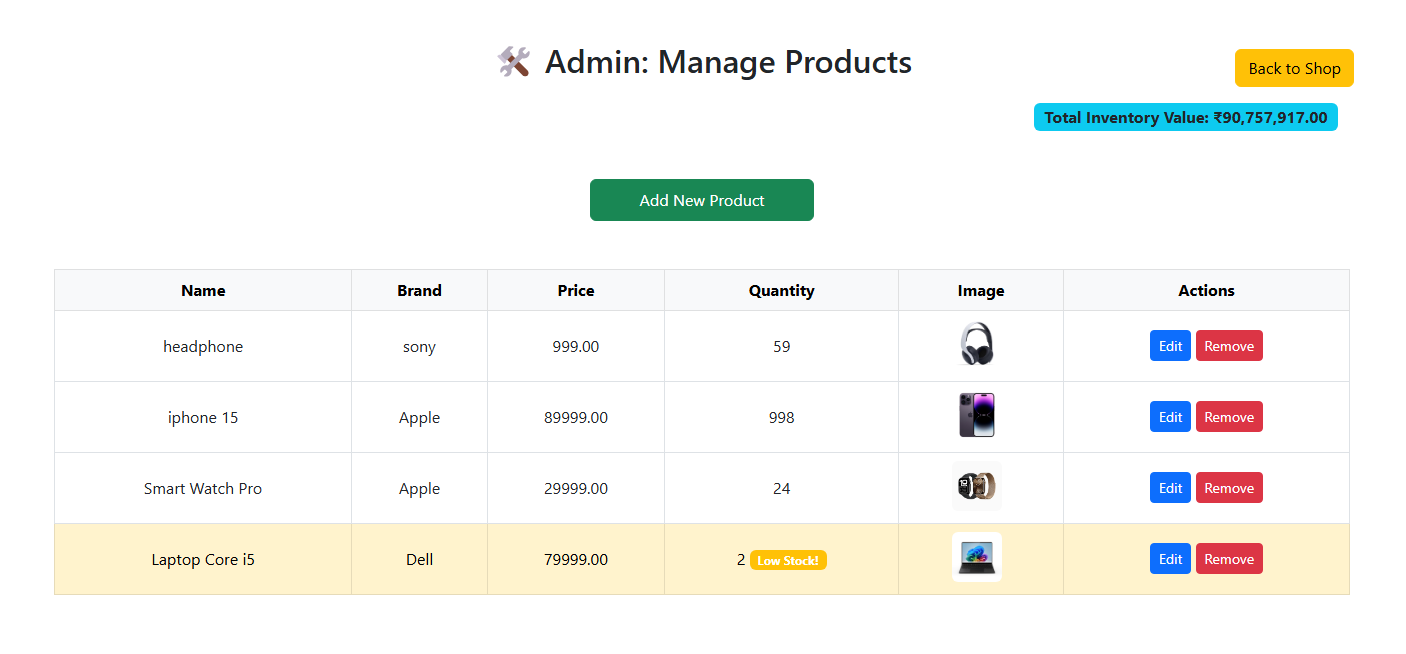 🛠️ Admin: Manage Products
Back to Shop
Total Inventory Value: ₹90,757,917.00
Add New Product
Name Brand Price Quantity Image Actions
headphone sony 999.00 59 Edit Remove
iphone 15 Apple 89999.00 998 Edit Remove
Smart Watch Pro Apple 29999.00 24 Edit Remove
Laptop Core i5 Dell 79999.00 2 Low Stock! Edit Remove